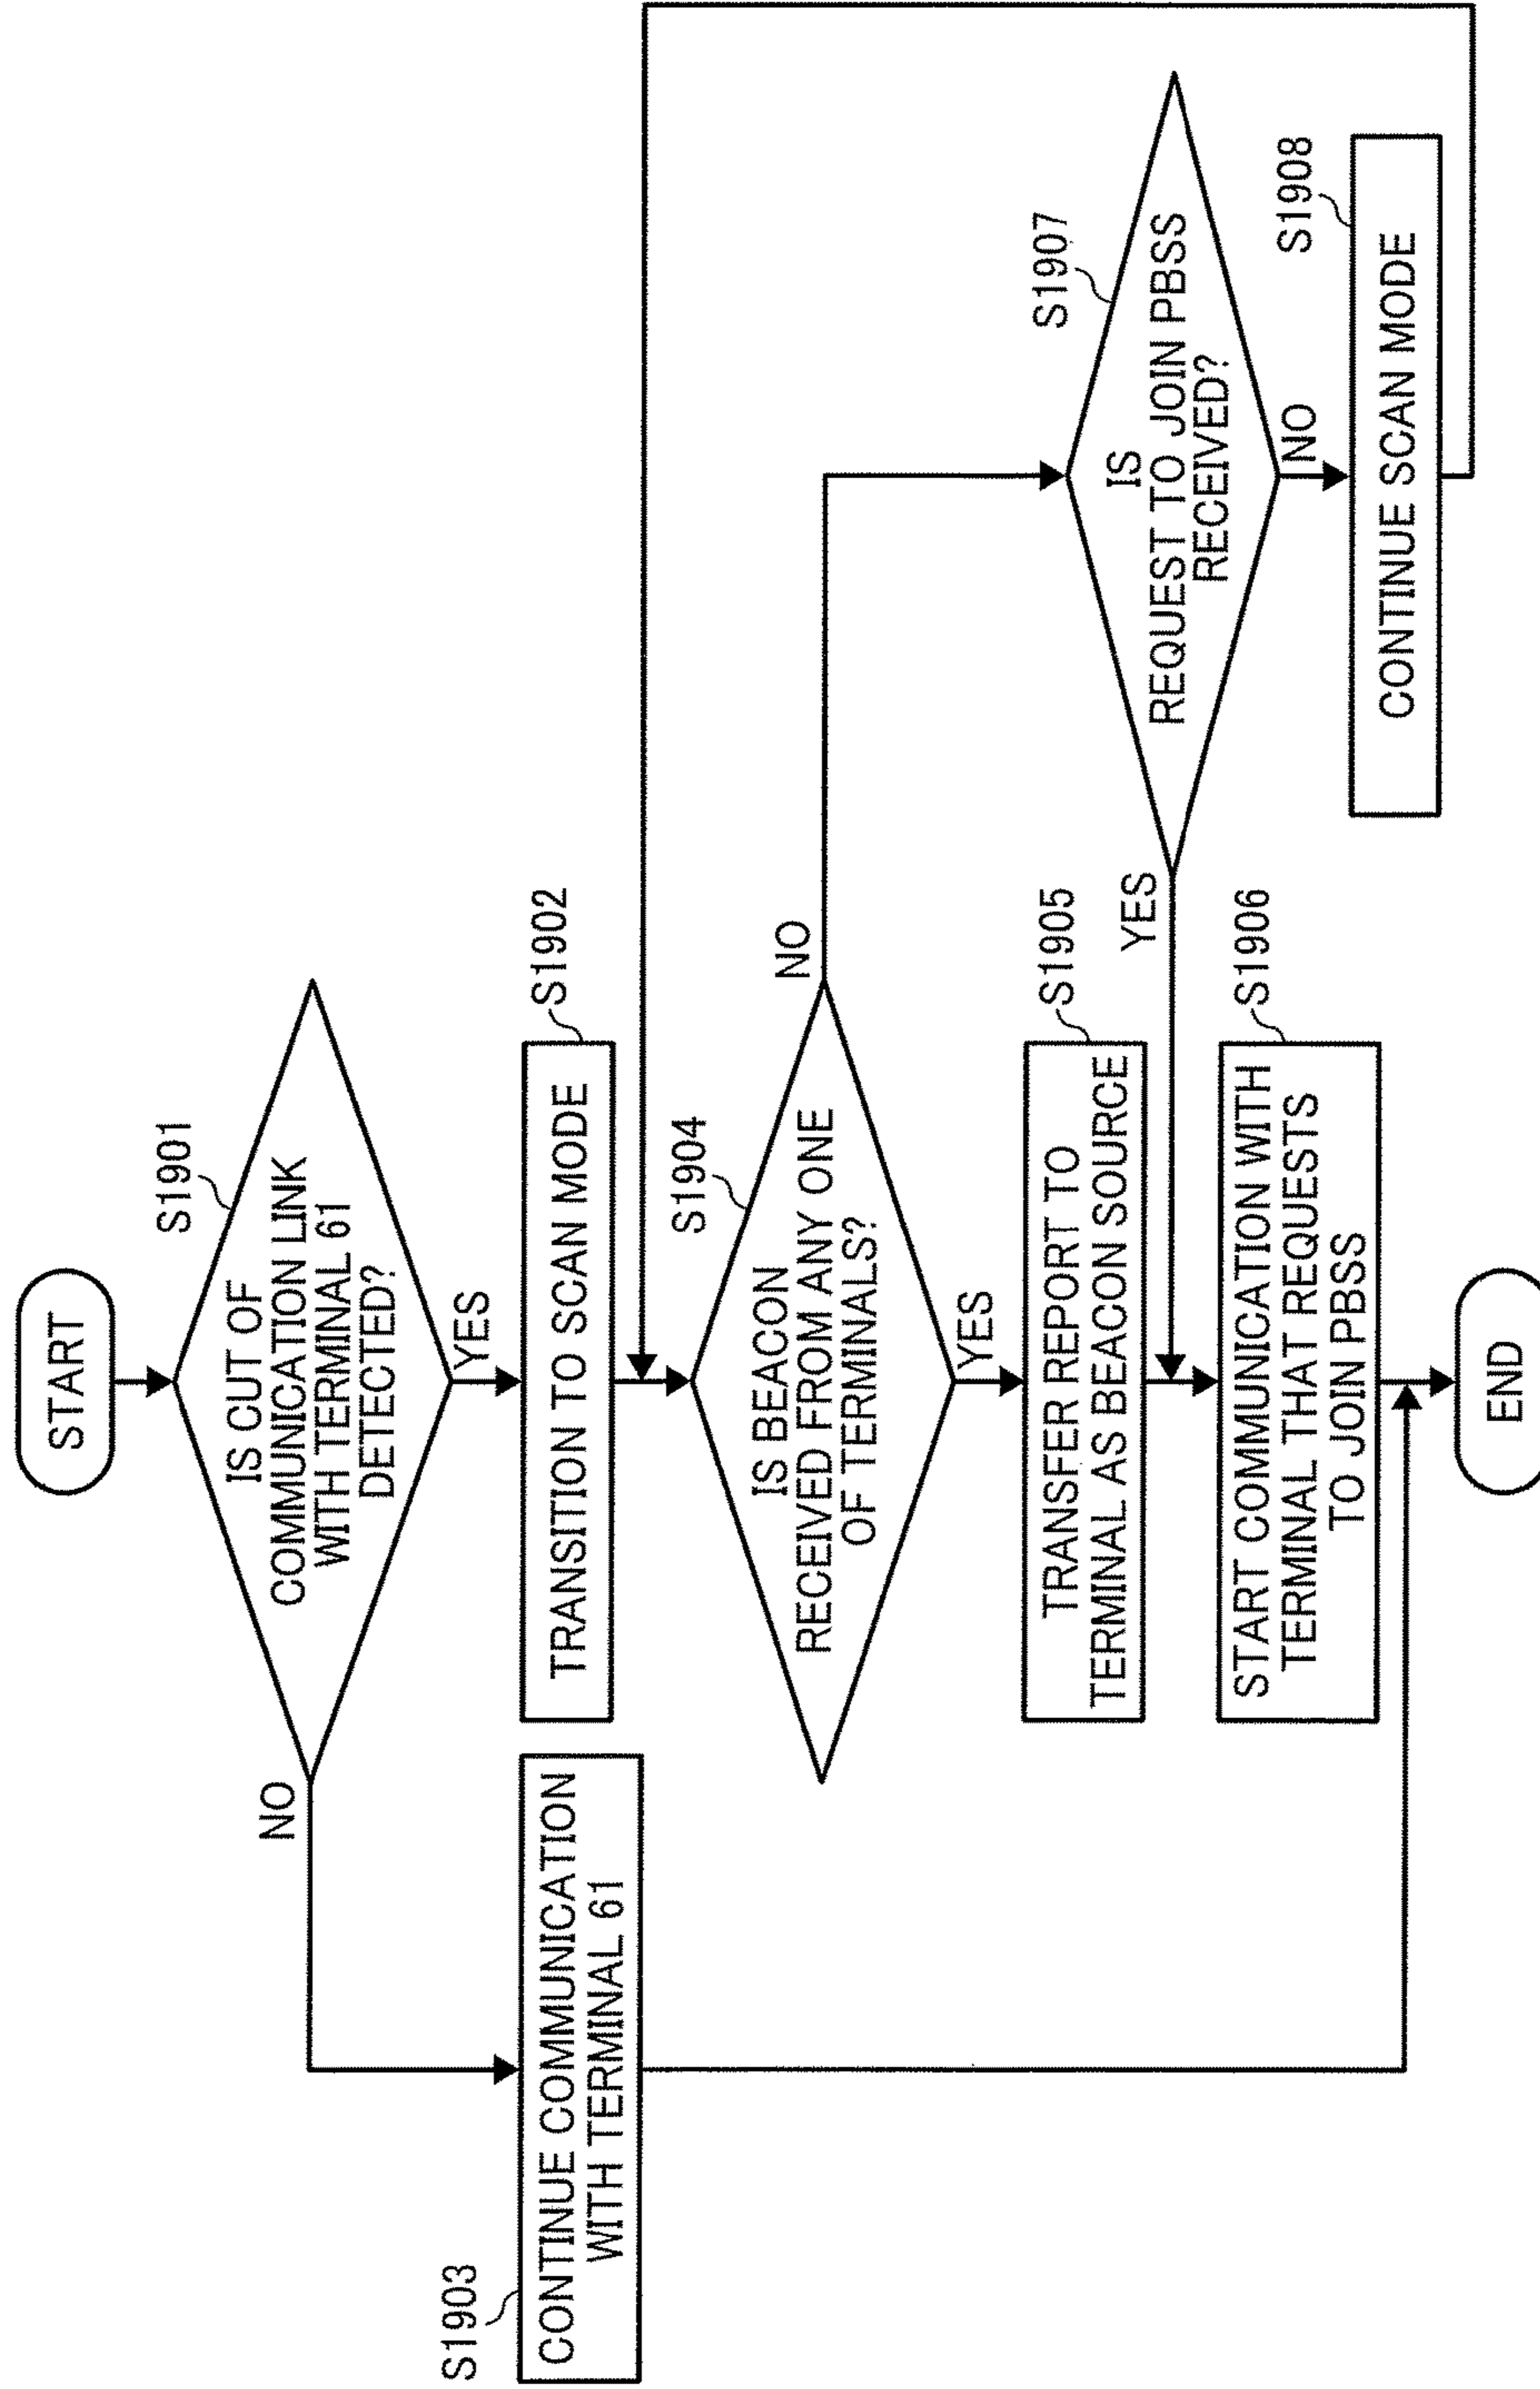 START
S1901
IS CUT OF
COMMUNICATION LINK
WITH TERMINAL 61
DETECTED?
NO
YES
S1903
CONTINUE COMMUNICATION
WITH TERMINAL 61
S1902
TRANSITION TO SCAN MODE
S1904
IS BEACON
RECEIVED FROM ANY ONE
OF TERMINALS?
NO
YES
S1905
TRANSFER REPORT TO
TERMINAL AS BEACON SOURCE
S1907
IS
REQUEST TO JOIN PBSS
RECEIVED?
YES
NO
S1906
START COMMUNICATION WITH
TERMINAL THAT REQUESTS
TO JOIN PBSS
S1908
CONTINUE SCAN MODE
END